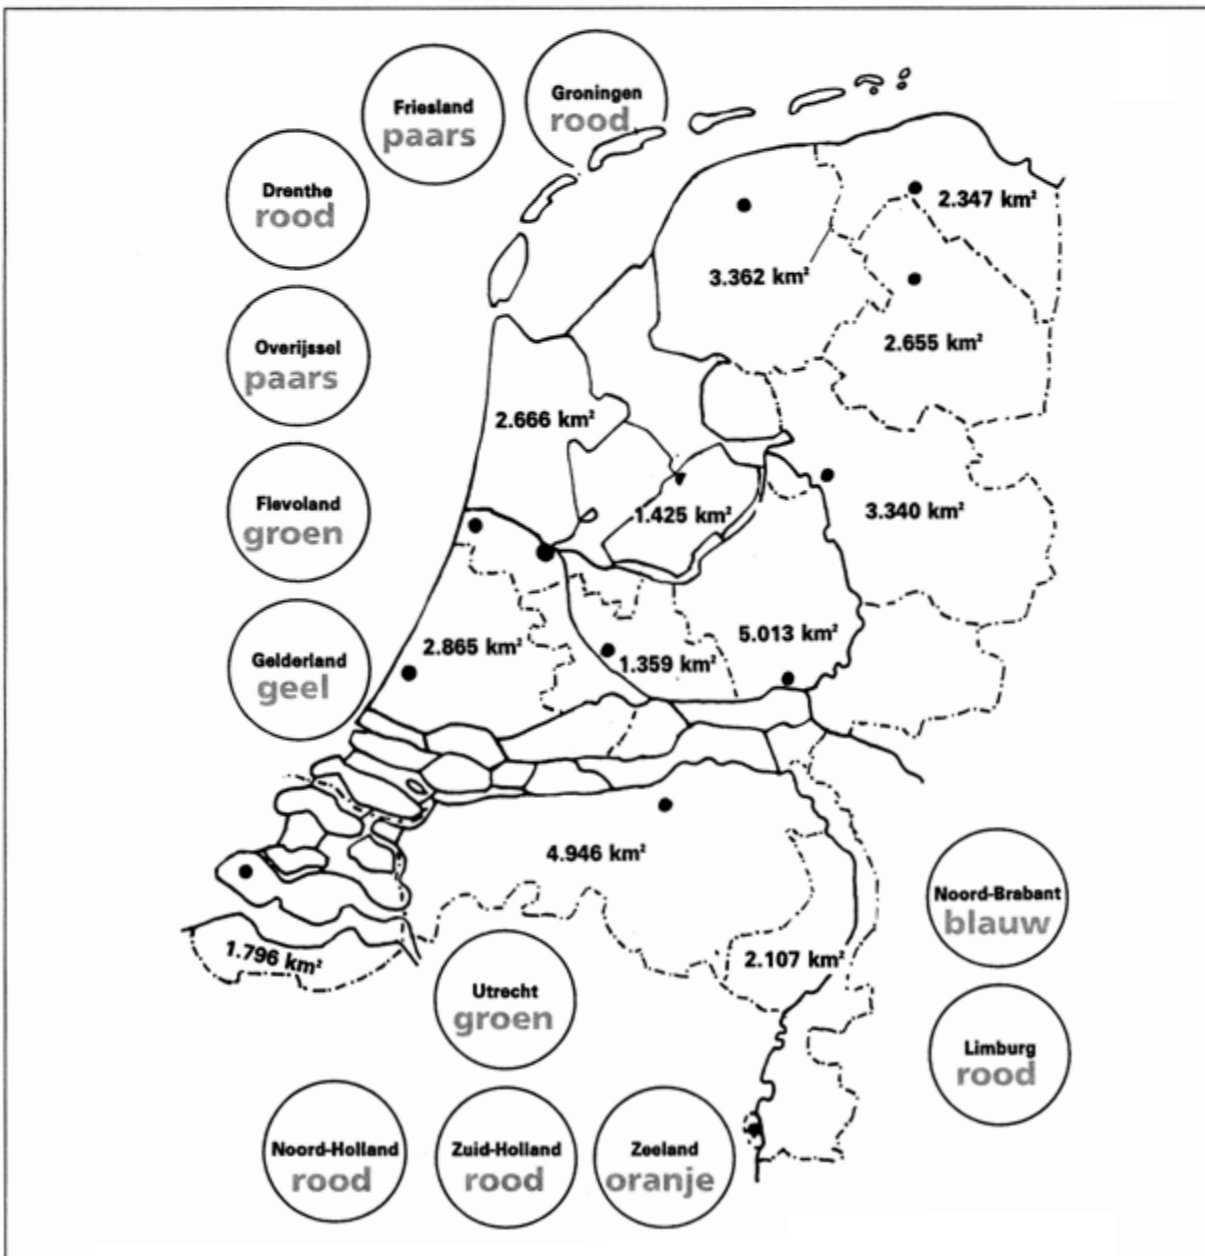 Friesland
paars
Groningen
rood
Drenthe
rood
2.347 km²
3.362 km²
Overijssel
paars
2.655 km²
2.666 km²
Flevoland
groen
1.425 km²
3.340 km²
Gelderland
geel
2.865 km²
5.013 km²
1.359 km²
4.946 km²
Noord-Brabant
blauw
1.796 km²
2.107 km²
Utrecht
groen
Limburg
rood
Noord-Holland
rood
Zuid-Holland
rood
Zeeland
oranje